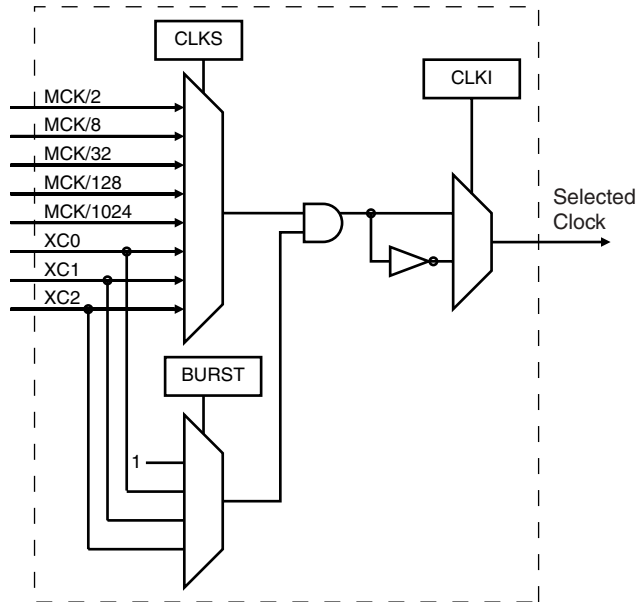 CLKS
CLKI
MCK/2
MCK/8
MCK/32
MCK/128
MCK/1024
XC0
XC1
XC2
Selected
Clock
BURST
1